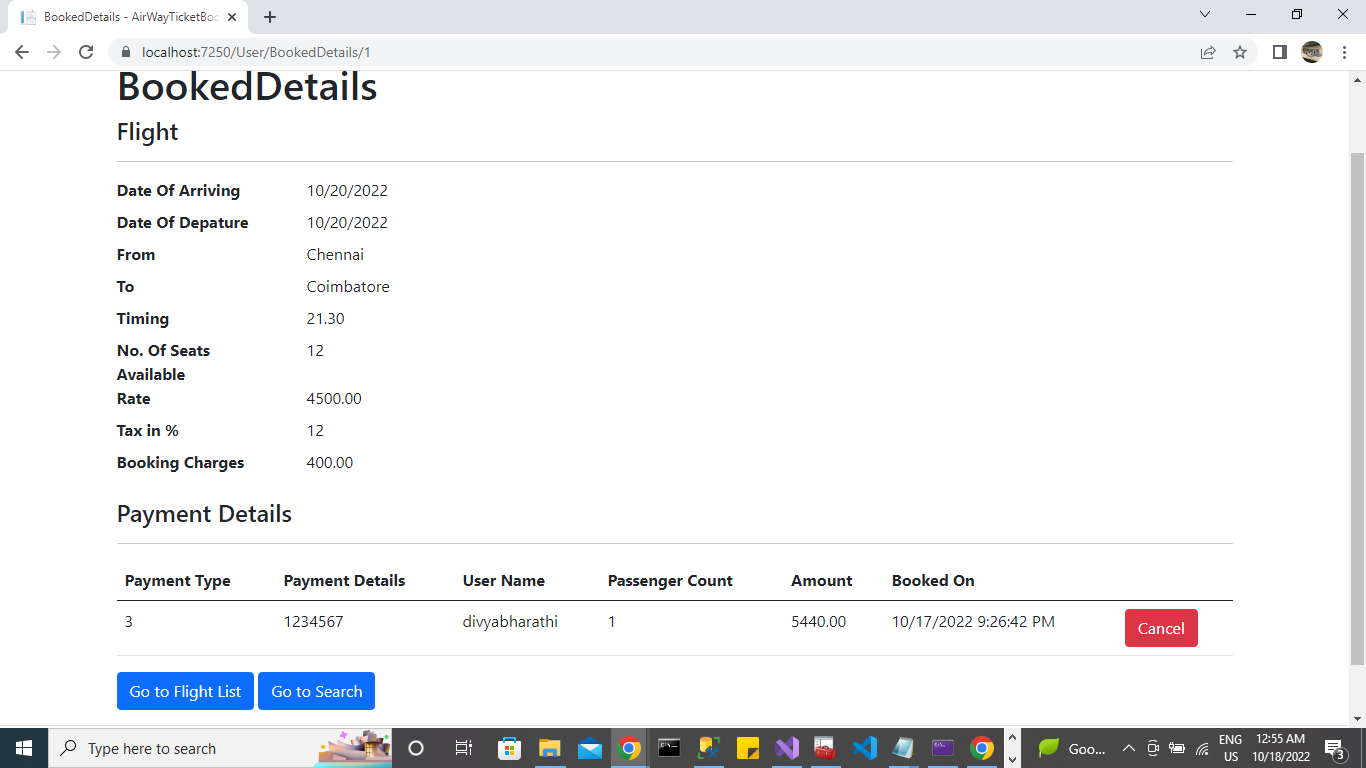 BookedDetails - AirWayTicketBoo
localhost:7250/User/BookedDetails/1
BookedDetails
Flight
Date Of Arriving 10/20/2022
Date Of Depature 10/20/2022
From Chennai
To Coimbatore
Timing 21.30
No. Of Seats Available 12
Rate 4500.00
Tax in % 12
Booking Charges 400.00
Payment Details
Payment Type Payment Details User Name Passenger Count Amount Booked On
3 1234567 divyabharathi 1 5440.00 10/17/2022 9:26:42 PM Cancel
Go to Flight List Go to Search
Type here to search
Goo...
ENG
US
12:55 AM
10/18/2022
3